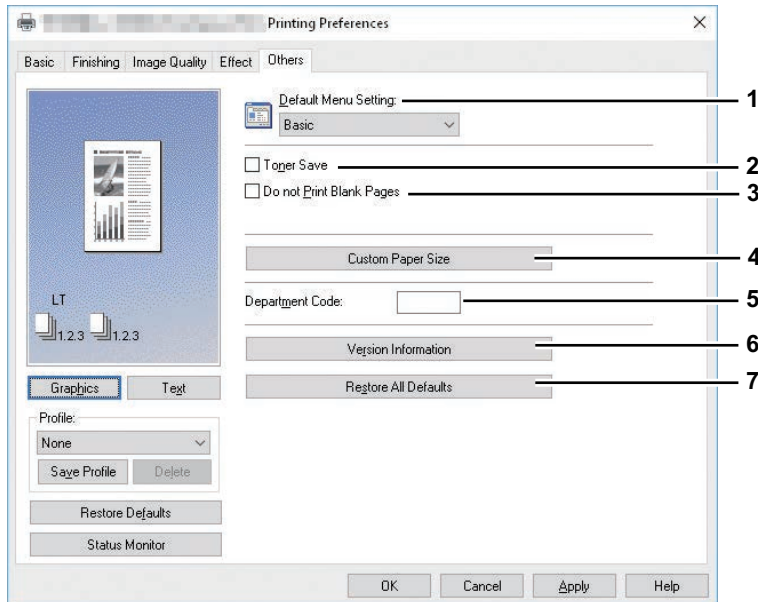 Printing Preferences
Basic Finishing Image Quality Effect Others
Default Menu Setting: 1
Basic
Toner Save 2
Do not Print Blank Pages 3
Custom Paper Size 4
LT
1.2.3 1.2.3
Department Code: 5
Version Information 6
Graphics Text
Restore All Defaults 7
Profile:
None
Save Profile Delete
Restore Defaults
Status Monitor
OK Cancel Apply Help